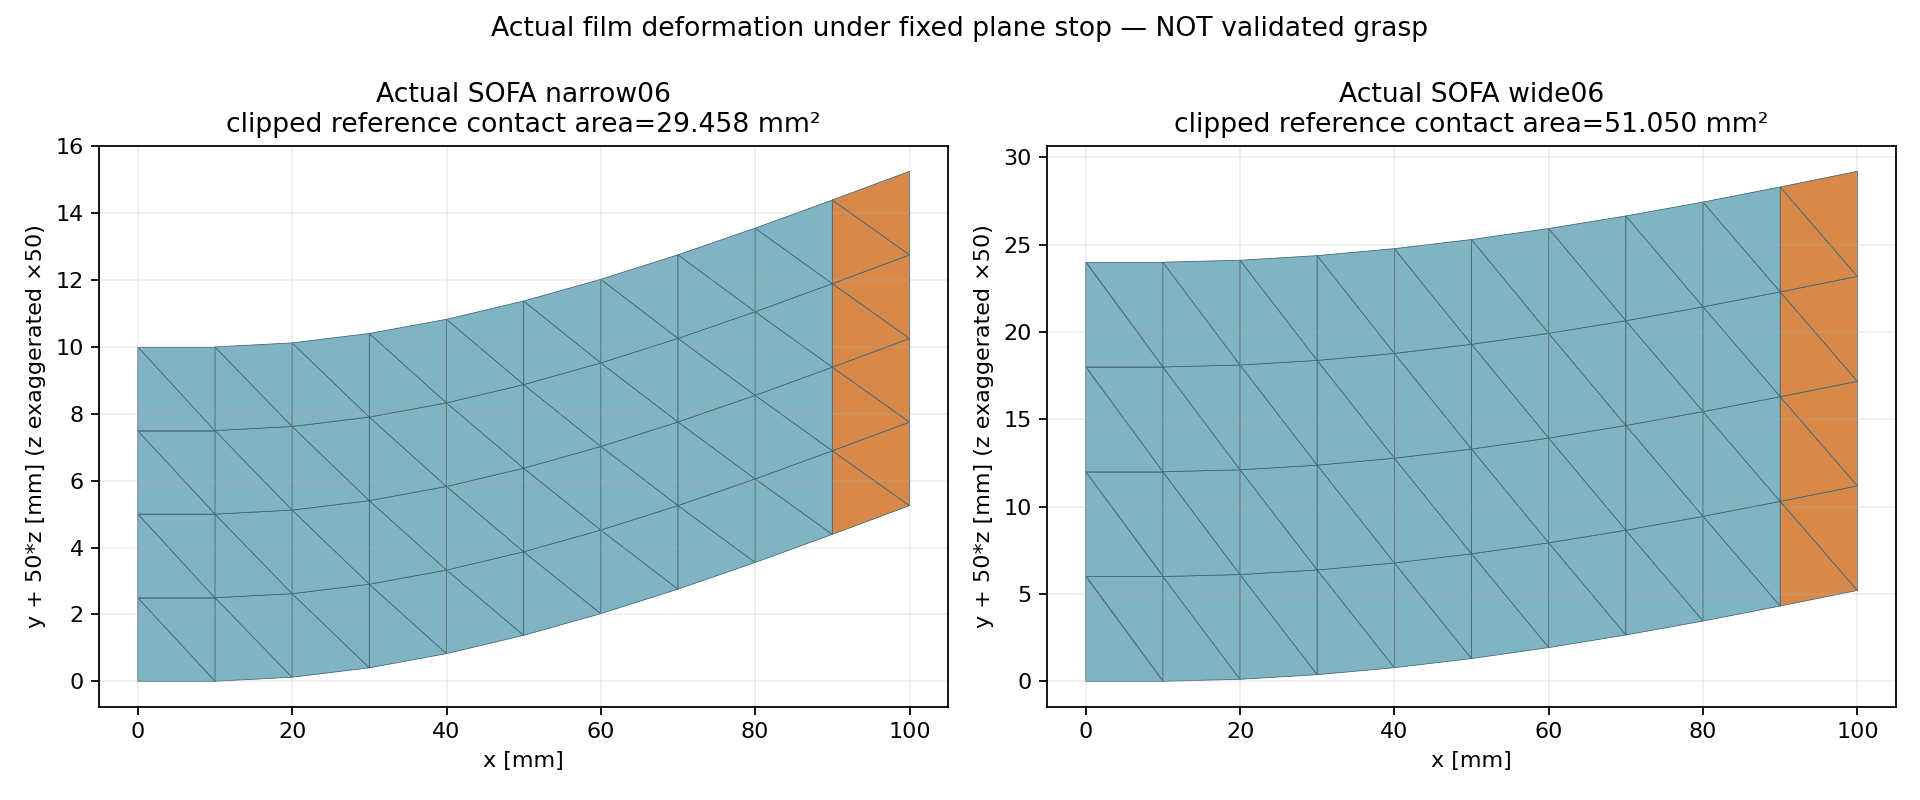 Actual film deformation under fixed plane stop — NOT validated grasp
Actual SOFA narrow06
clipped reference contact area=29.458 mm²
y + 50*z [mm] (z exaggerated ×50)
16
14
12
10
8
6
4
2
0
0 20 40 60 80 100
x [mm]
Actual SOFA wide06
clipped reference contact area=51.050 mm²
y + 50*z [mm] (z exaggerated ×50)
30
25
20
15
10
5
0
0 20 40 60 80 100
x [mm]